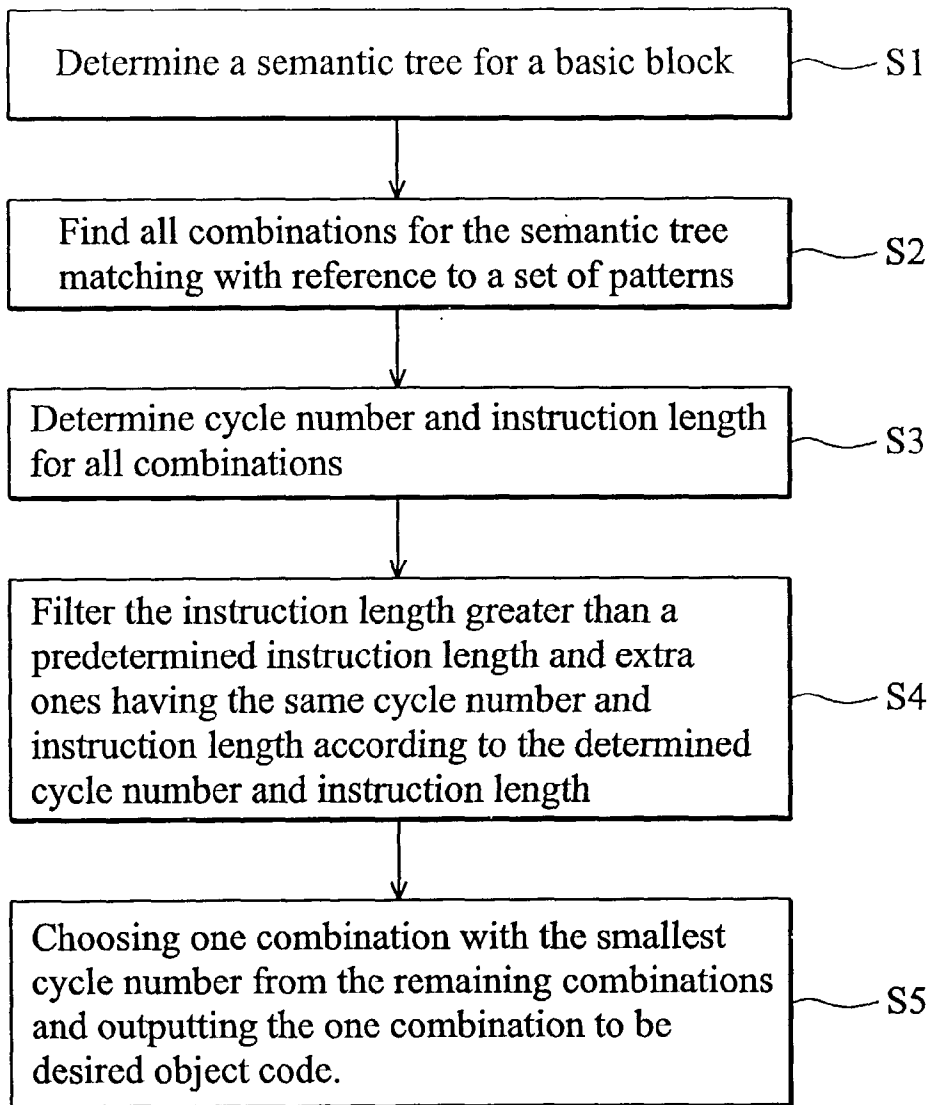 Determine a semantic tree for a basic block
S1
Find all combinations for the semantic tree
matching with reference to a set of patterns
S2
Determine cycle number and instruction length
for all combinations
S3
Filter the instruction length greater than a
predetermined instruction length and extra
ones having the same cycle number and
instruction length according to the determined
cycle number and instruction length
S4
Choosing one combination with the smallest
cycle number from the remaining combinations
and outputting the one combination to be
desired object code.
S5